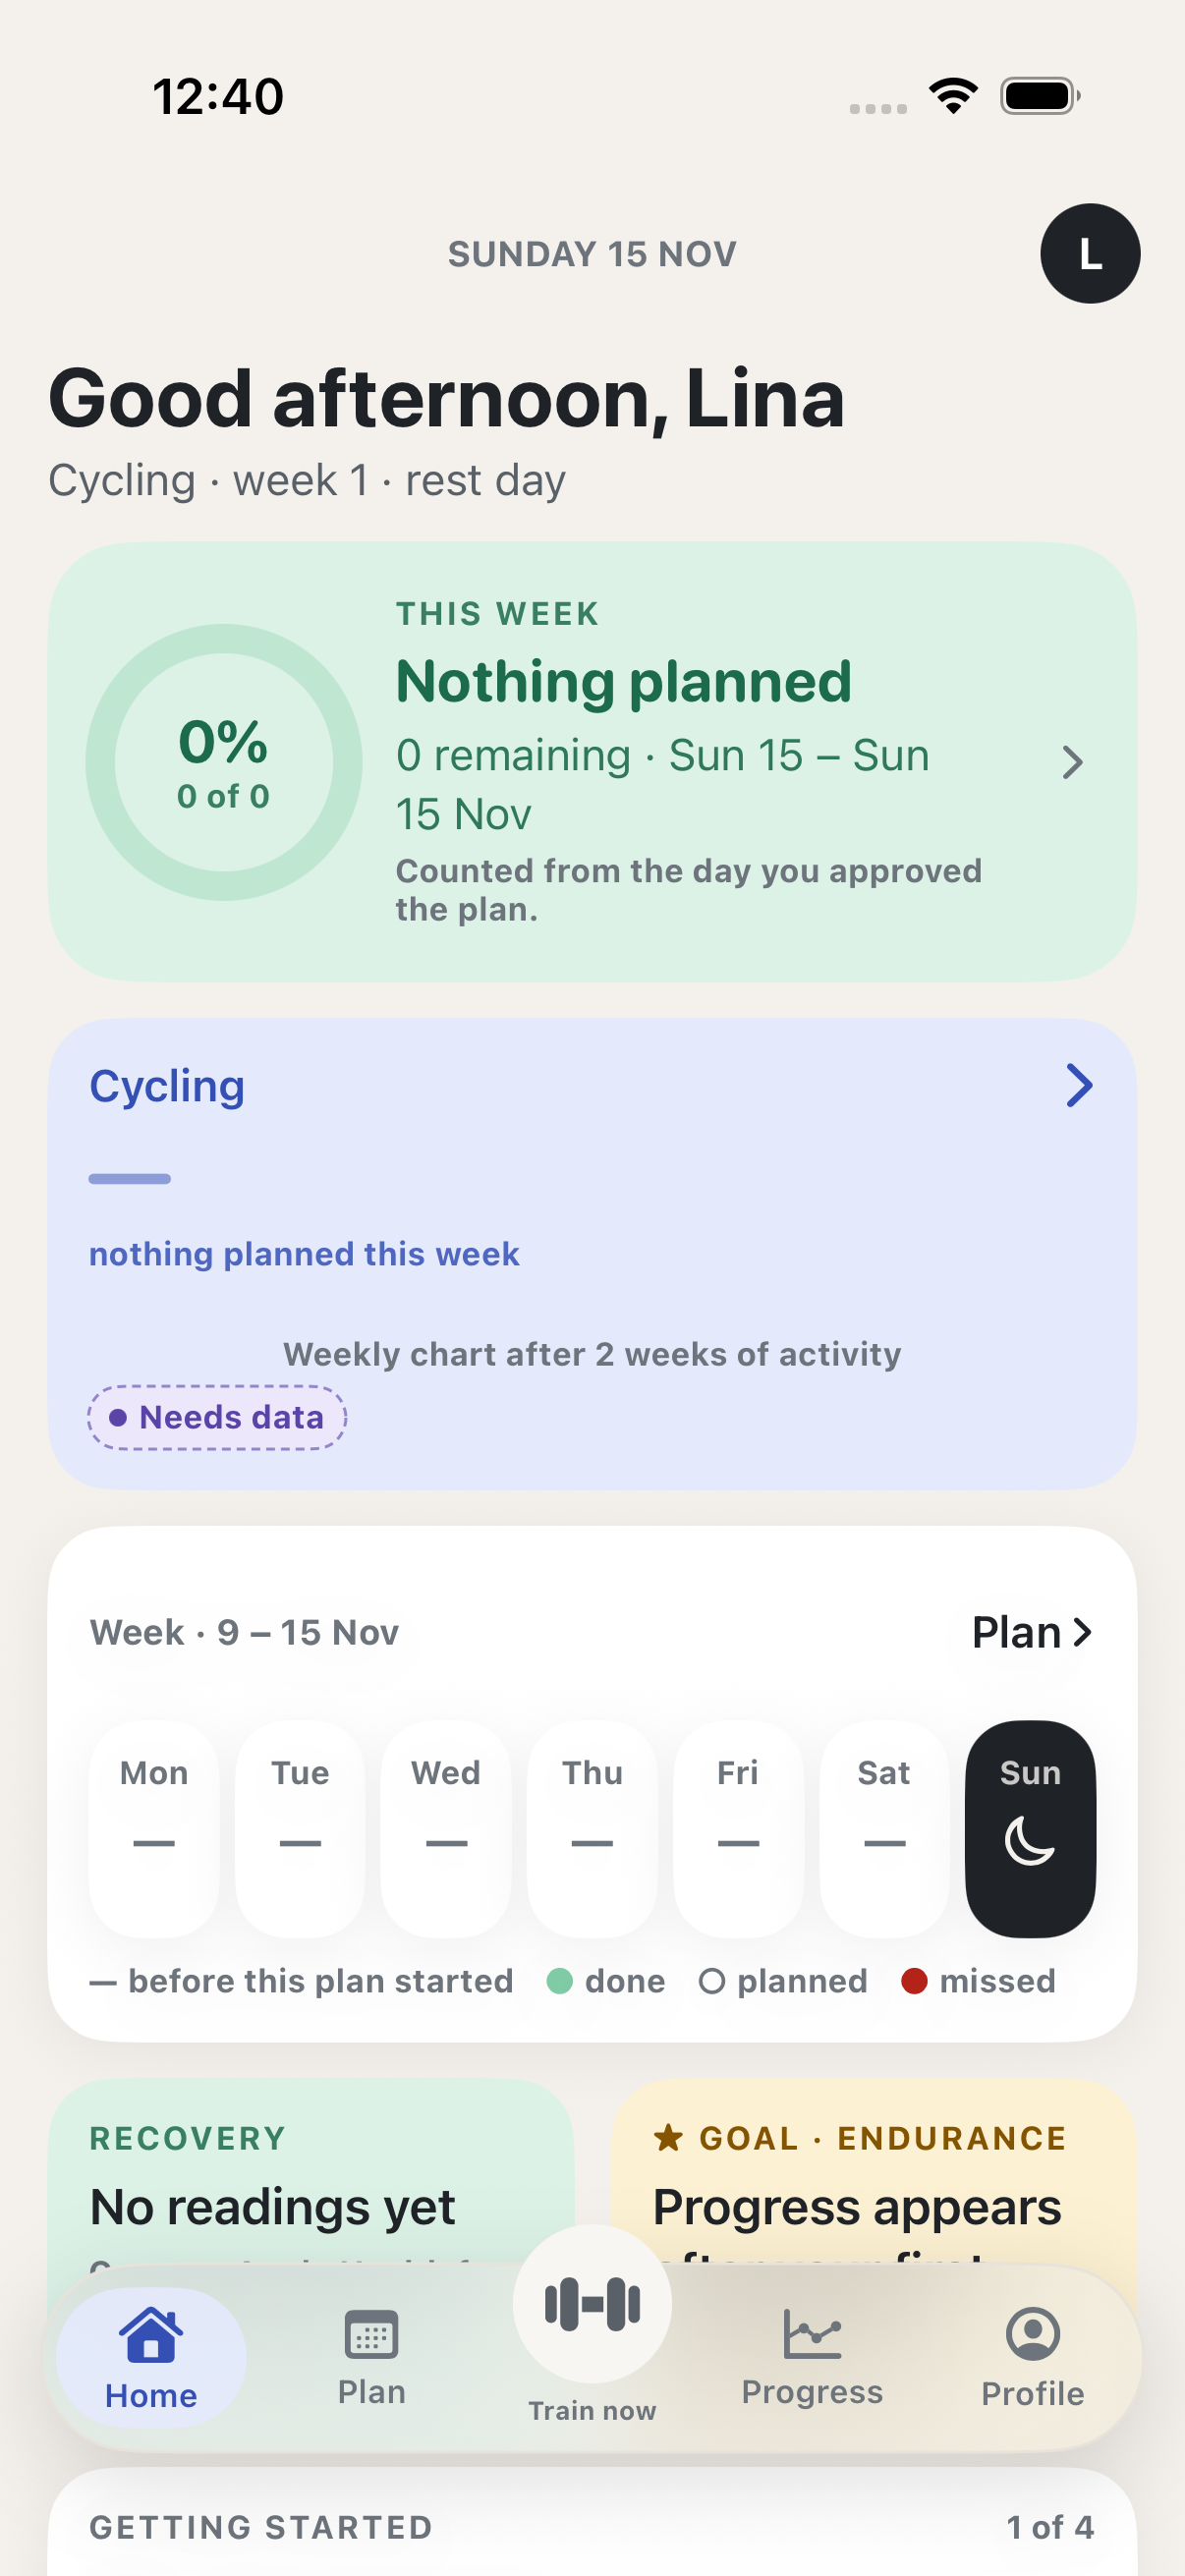 12:40
SUNDAY 15 NOV
L
Good afternoon, Lina
Cycling · week 1 · rest day
THIS WEEK
Nothing planned
0%
0 of 0
0 remaining · Sun 15 – Sun
15 Nov
Counted from the day you approved
the plan.
Cycling
—
nothing planned this week
Weekly chart after 2 weeks of activity
Needs data
Week · 9 – 15 Nov
Plan
Mon Tue Wed Thu Fri Sat Sun
— — — — — —
— before this plan started done planned missed
RECOVERY
No readings yet
GOAL · ENDURANCE
Progress appears
after your first
Home
Plan
Train now
Progress
Profile
GETTING STARTED
1 of 4